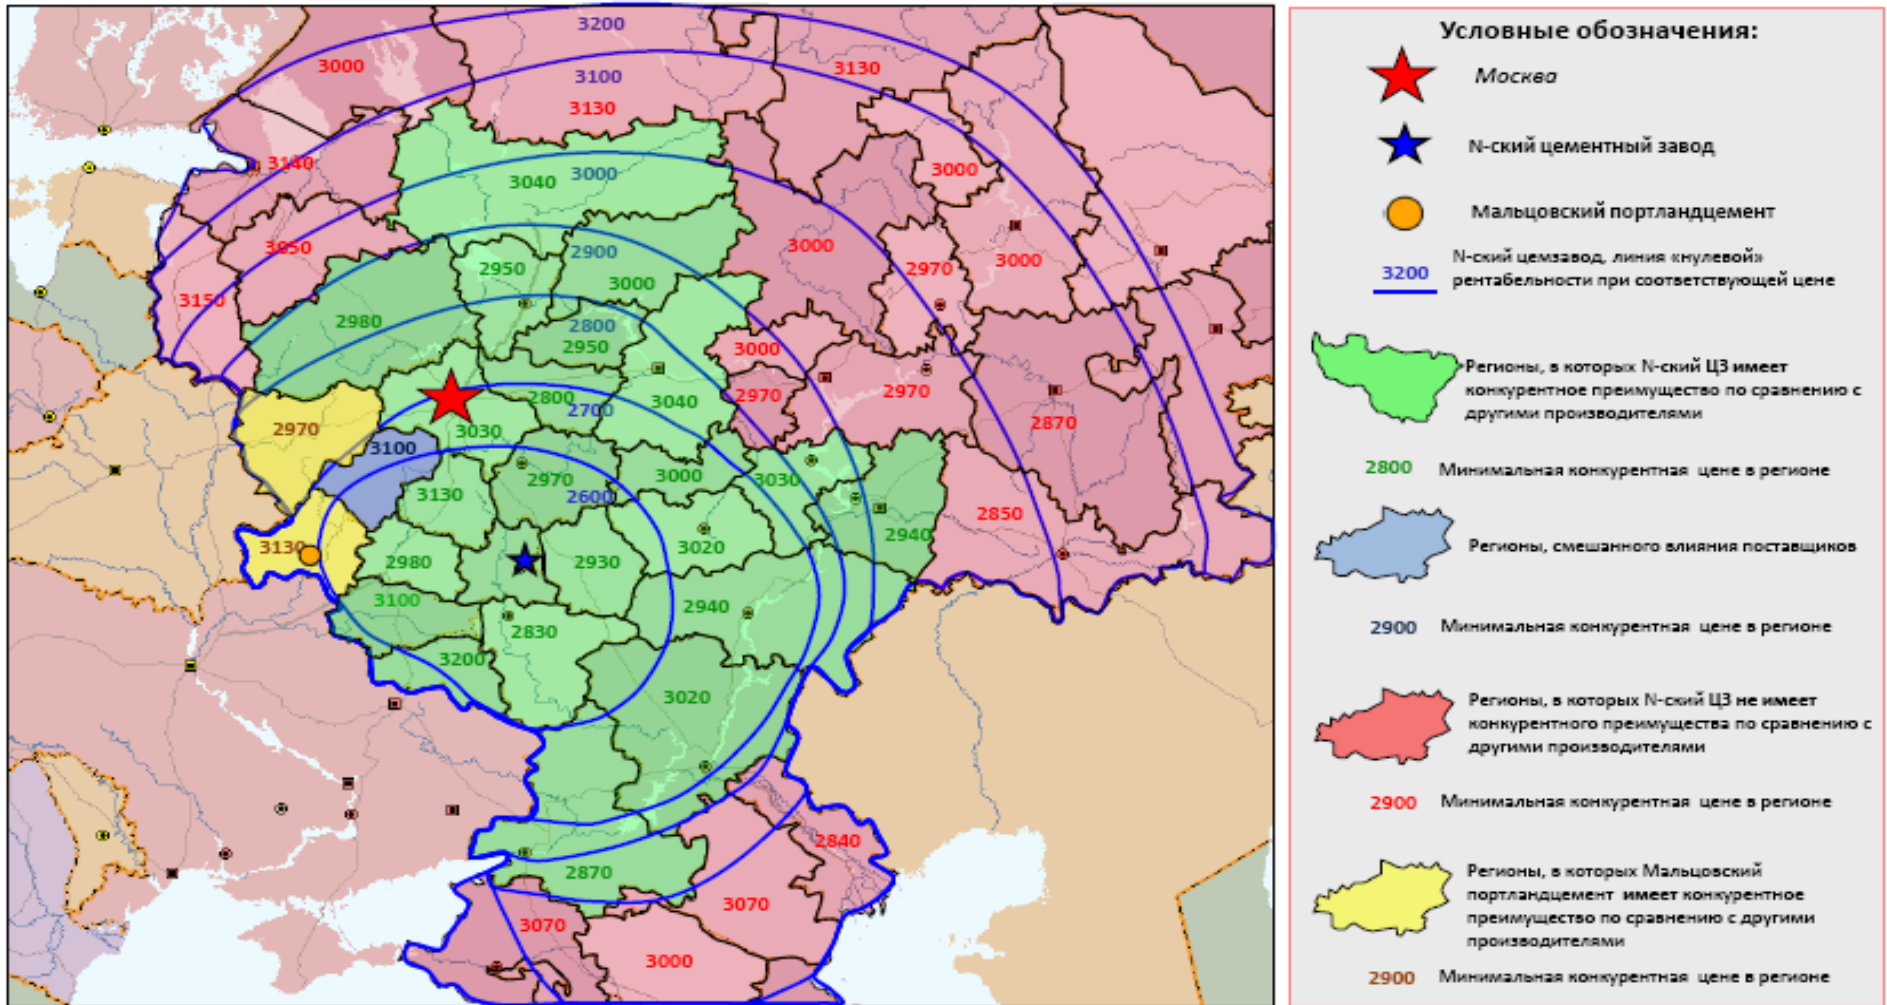 3200
3000
3100
3130
3130
3140
3040
3000
3000
3050
2950
2900
3000
2970
3000
3150
3000
2980
2800
2950
3000
2800
2700
3040
2970
2970
2870
2970
3030
3100
3130
2970
2600
3000
3030
2850
3130
2980
2930
3020
2940
3100
2830
2940
3200
3020
2870
2840
3070
3070
3000
Условные обозначения:
Москва
N-ский цементный завод
Мальцовский портландцемент
3200
N-ский цемзавод, линия «нулевой»
рентабельности при соответствующей цене
Регионы, в которых N-ский ЦЗ имеет
конкурентное преимущество по сравнению с
другими производителями
2800 Минимальная конкурентная цене в регионе
Регионы, смешанного влияния поставщиков
2900 Минимальная конкурентная цене в регионе
Регионы, в которых N-ский ЦЗ не имеет
конкурентного преимущества по сравнению с
другими производителями
2900 Минимальная конкурентная цене в регионе
Регионы, в которых Мальцовский
портландцемент имеет конкурентное
преимущество по сравнению с другими
производителями
2900 Минимальная конкурентная цене в регионе